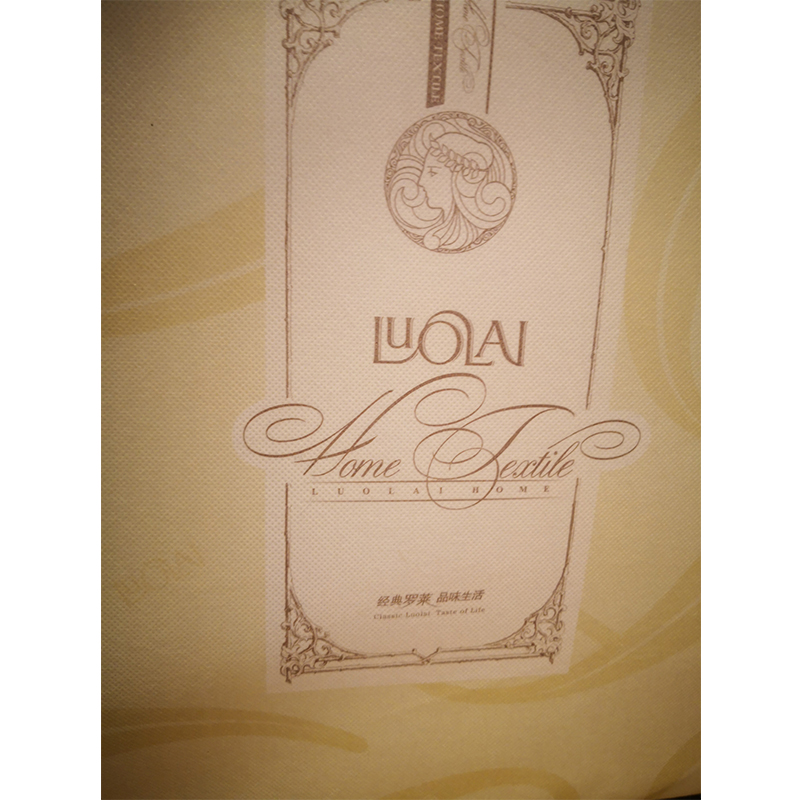 HOME TEXTILE
LUOLAI
Home Textile
LUOLAI HOME
经典罗莱 品味生活
Classic Luolai Taste of Life
LUOLAI